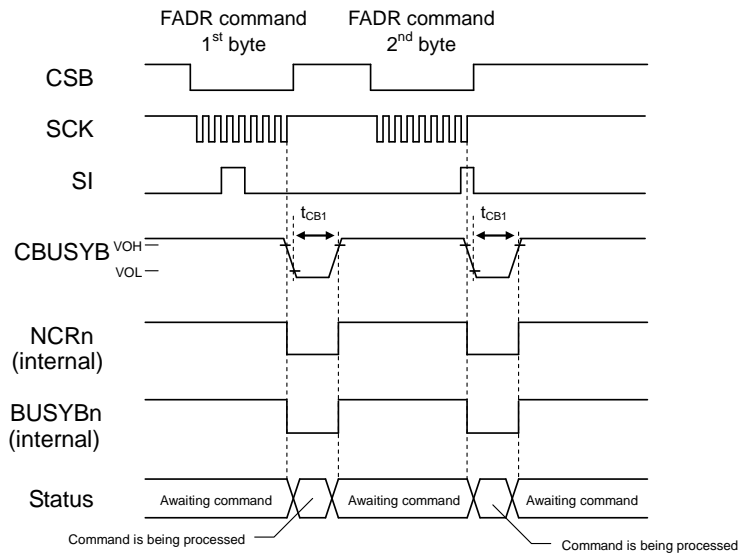 FADR command
1st byte
FADR command
2nd byte
CSB
SCK
SI
tCB1
tCB1
CBUSYB
VOH
VOL
NCRn
(internal)
BUSYBn
(internal)
Status
Awaiting command
Awaiting command
Awaiting command
Command is being processed
Command is being processed